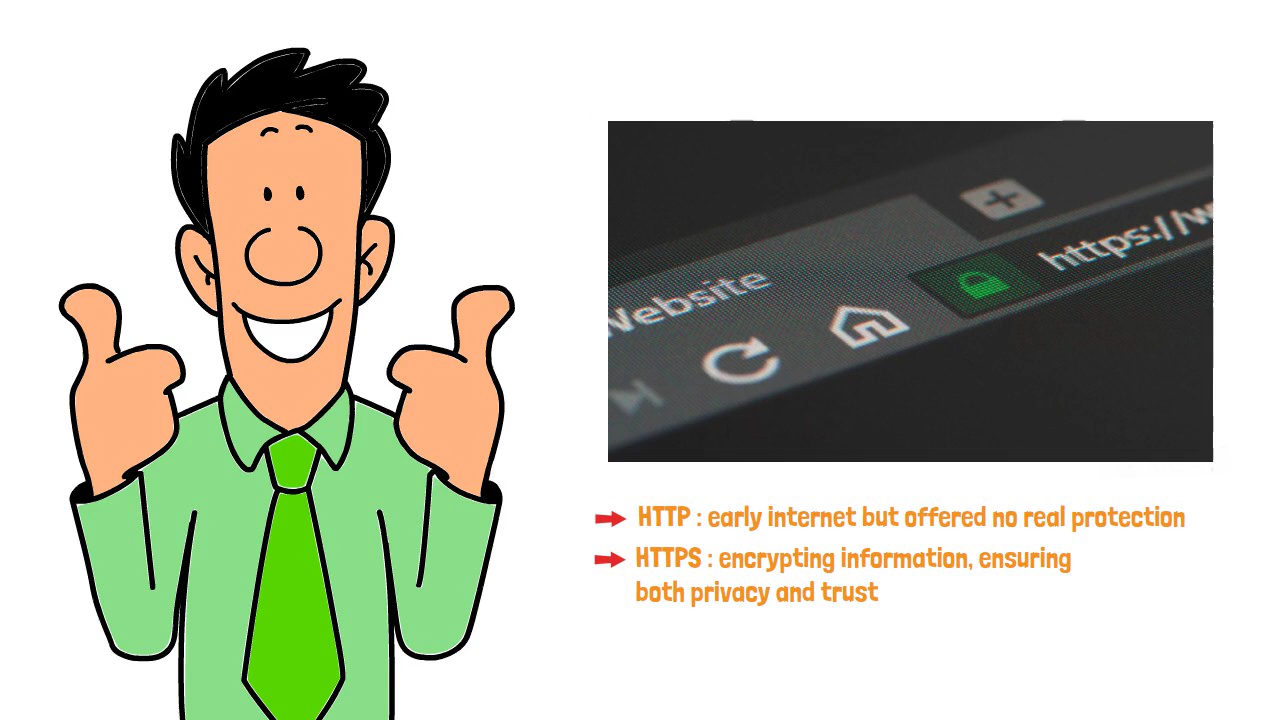 Website
https://w
HTTP : early internet but offered no real protection
HTTPS : encrypting information, ensuring
both privacy and trust